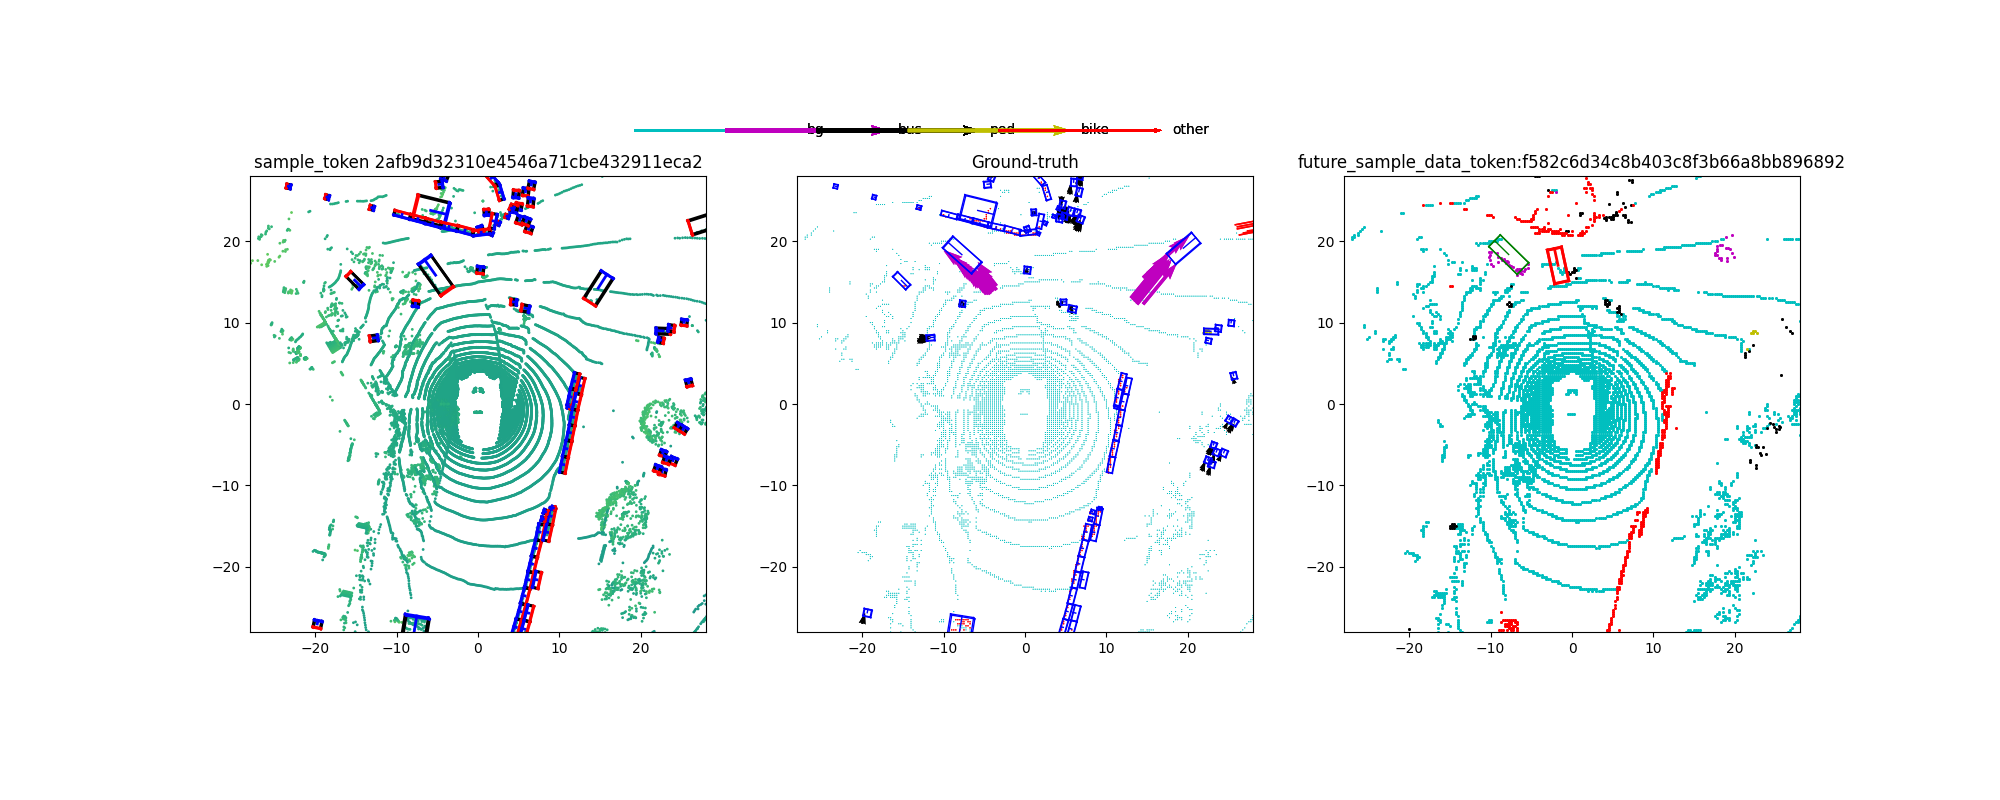 bg bus ped bike other
sample_token 2afb9d32310e4546a71cbe432911eca2
Ground-truth
future_sample_data_token:f582c6d34c8b403c8f3b66a8bb896892
20
10
0
−10
−20
−20 −10 0 10 20
20
10
0
−10
−20
−20 −10 0 10 20
20
10
0
−10
−20
−20 −10 0 10 20